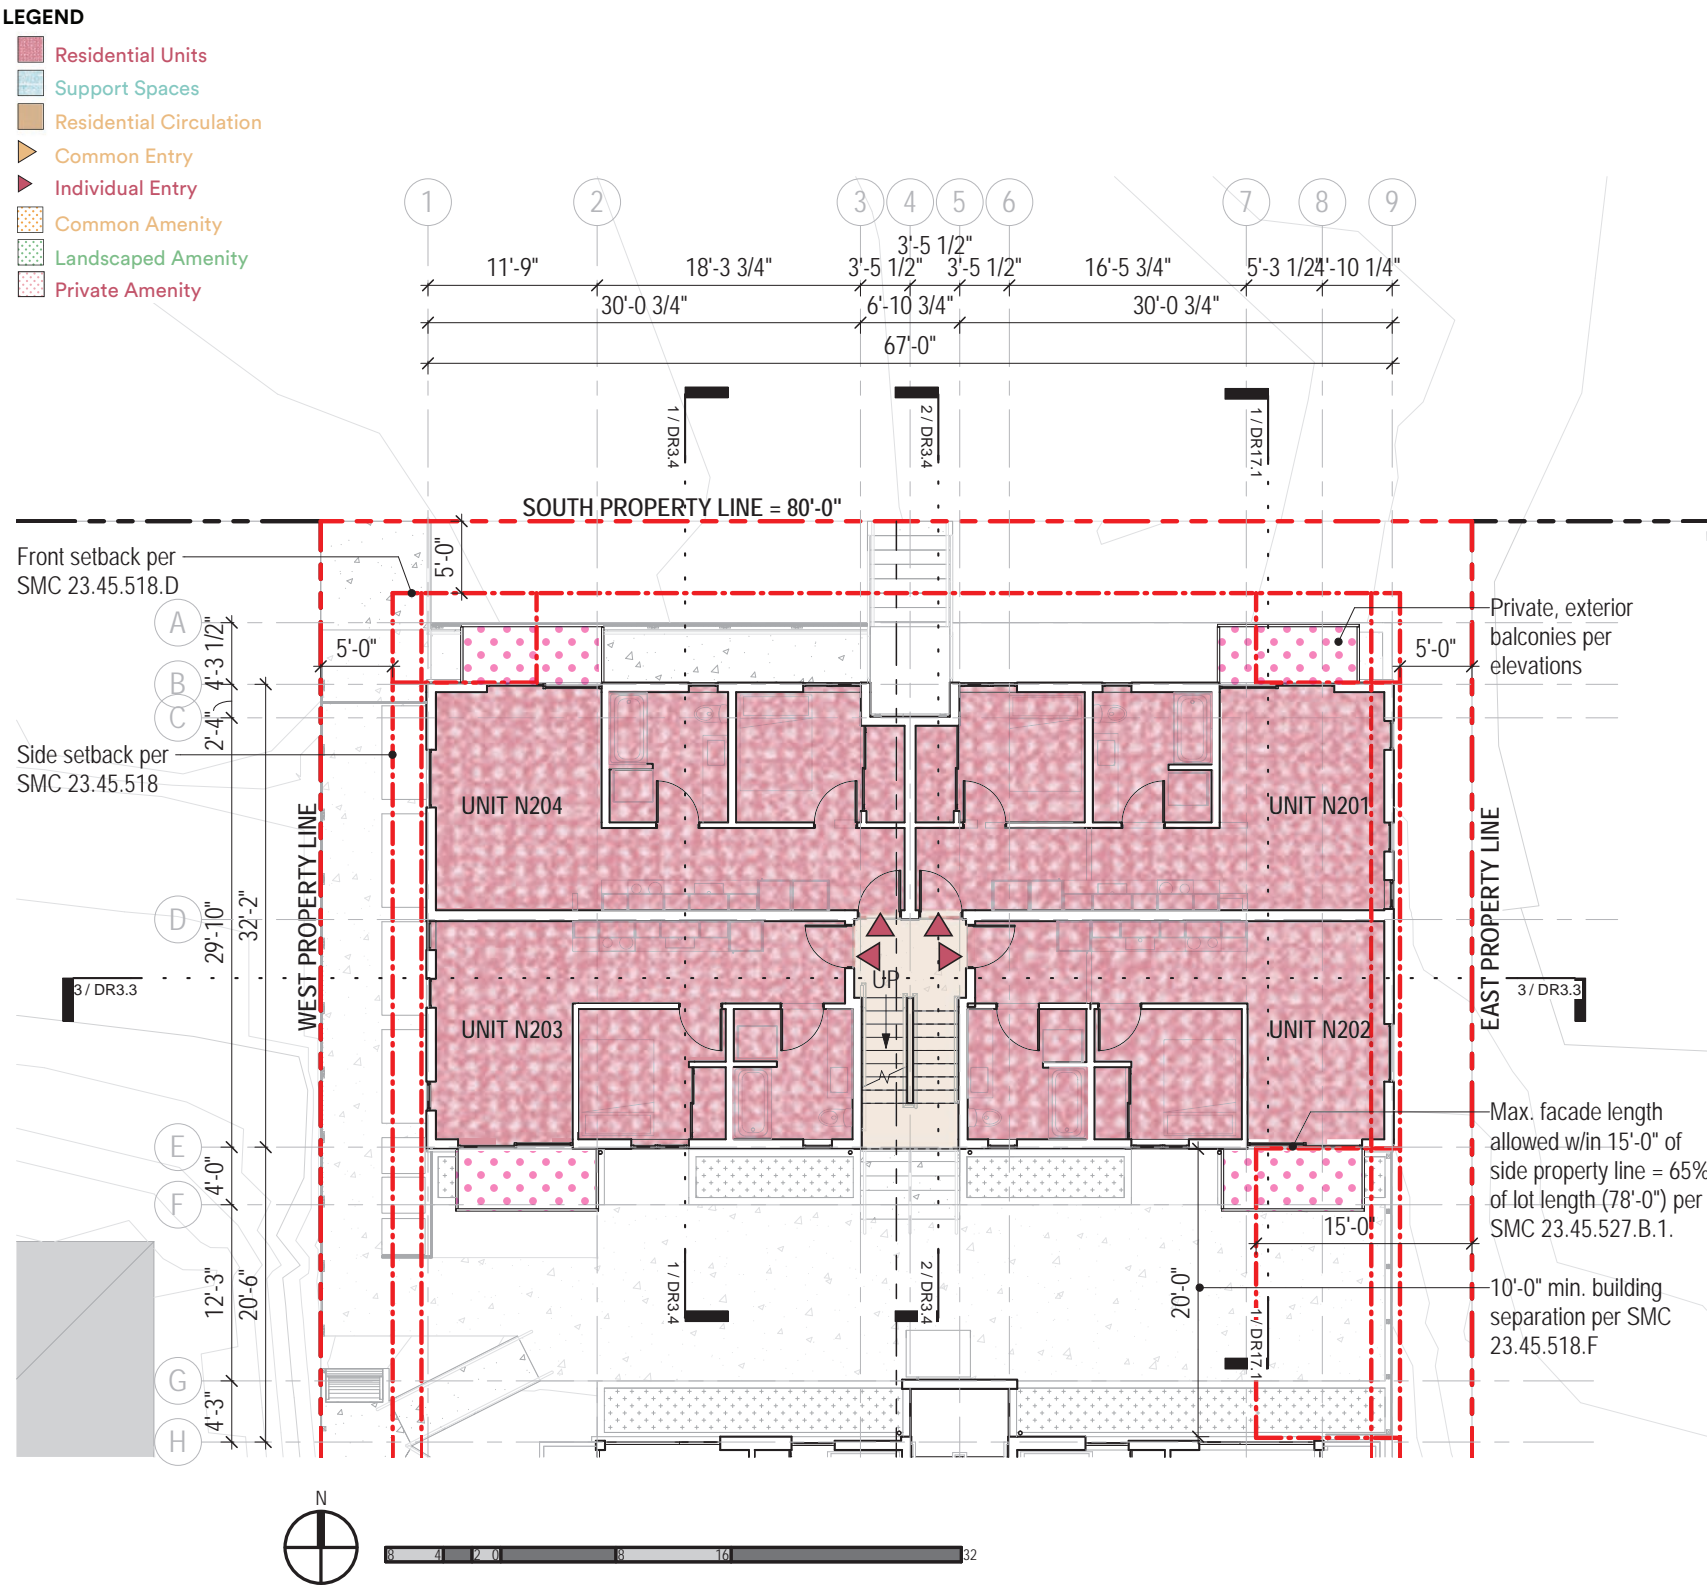 LEGEND
Residential Units
Support Spaces
Residential Circulation
Common Entry
Individual Entry
Common Amenity
Landscaped Amenity
Private Amenity
1
2
3
4
5
6
7
8
9
3'-5 1/2"
11'-9"
18'-3 3/4"
3'-5 1/2"
3'-5 1/2"
16'-5 3/4"
5'-3 1/2"
4'-10 1/4"
30'-0 3/4"
6'-10 3/4"
30'-0 3/4"
67'-0"
1 / DR3.4
2 / DR3.4
1 / DR17.1
SOUTH PROPERTY LINE = 80'-0"
Front setback per
SMC 23.45.518.D
5'-0"
A
B
C
4'-3 1/2"
2'-4"
5'-0"
Private, exterior
balconies per
elevations
5'-0"
Side setback per
SMC 23.45.518
UNIT N204
UNIT N201
WEST PROPERTY LINE
EAST PROPERTY LINE
D
29'-10"
32'-2"
3 / DR3.3
UP
3 / DR3.3
UNIT N203
UNIT N202
E
4'-0"
F
Max. facade length
allowed w/in 15'-0" of
side property line = 65%
of lot length (78'-0") per
SMC 23.45.527.B.1.
15'-0"
12'-3"
20'-6"
1 / DR3.4
2 / DR3.4
20'-0"
1 / DR17.1
10'-0" min. building
separation per SMC
23.45.518.F
G
4'-3"
H
N
8 4 2 0 8 16 32